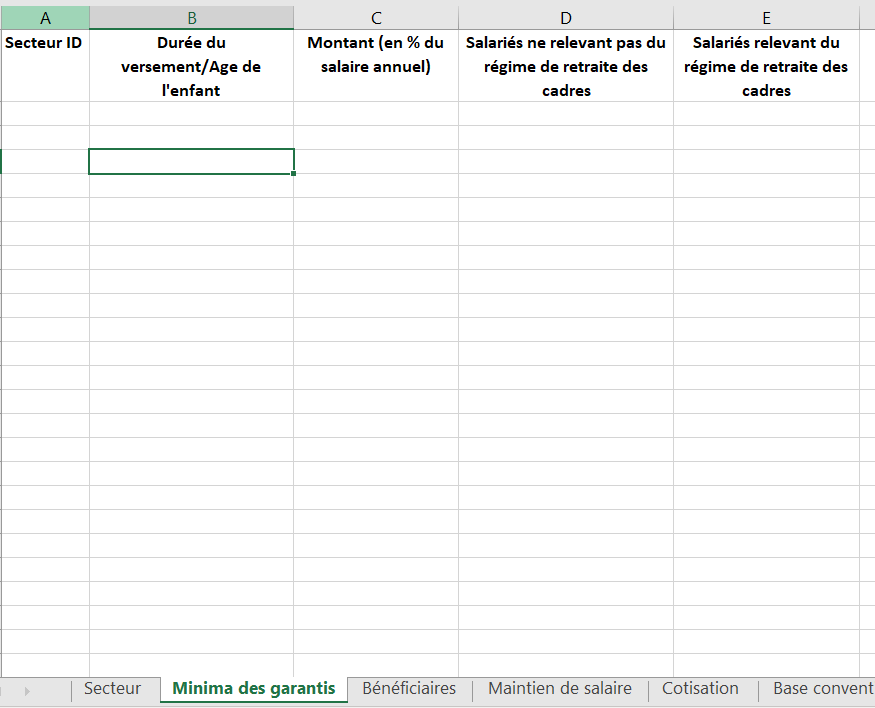 A B C D E
Secteur ID Durée du Montant (en % du Salariés ne relevant pas du Salariés relevant du
versement/Age de salaire annuel) régime de retraite des régime de retraite des
l'enfant cadres cadres
Secteur Minima des garantis Bénéficiaires Maintien de salaire Cotisation Base convent